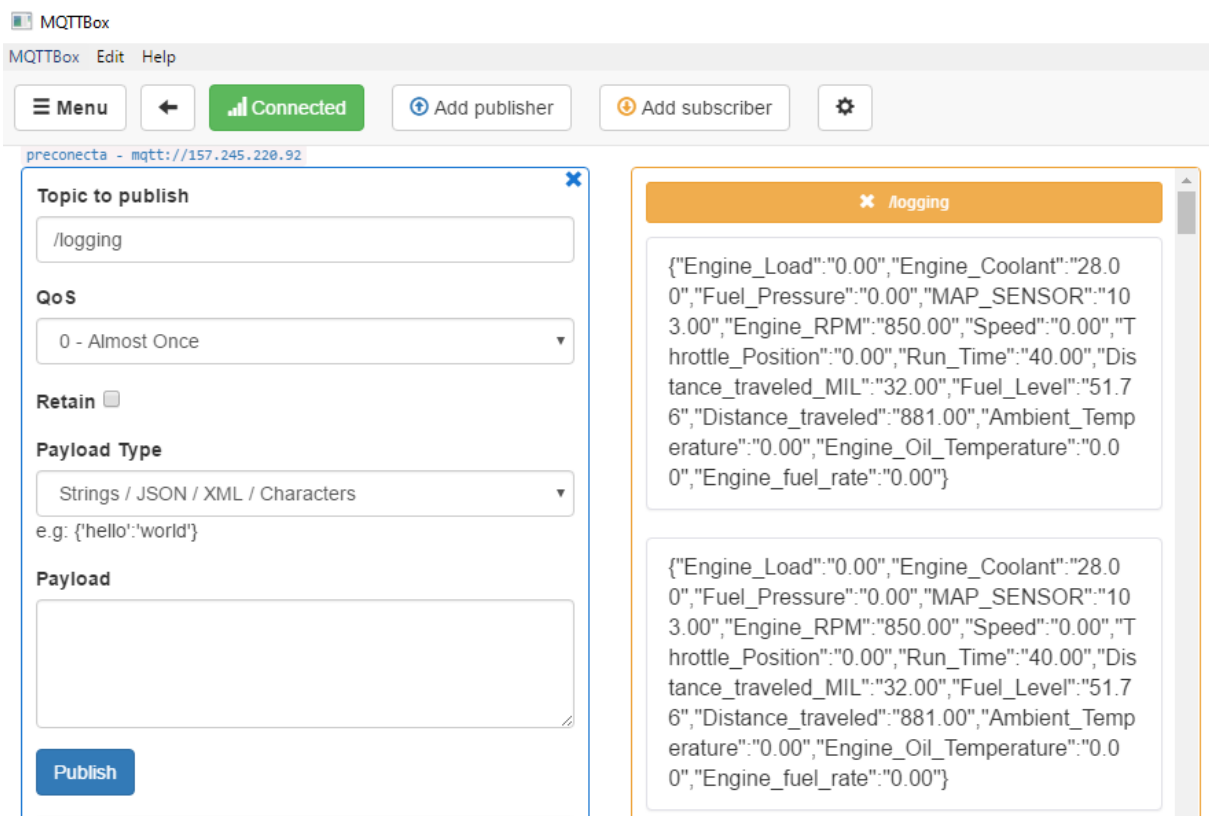 MQTTBox
MQTTBox Edit Help
Menu Connected Add publisher Add subscriber
preconecta - mqtt://157.245.220.92
Topic to publish
/logging
QoS
0 - Almost Once
Retain
Payload Type
Strings / JSON / XML / Characters
e.g: {'hello':'world'}
Payload
Publish
/logging
{"Engine_Load":"0.00","Engine_Coolant":"28.0
0","Fuel_Pressure":"0.00","MAP_SENSOR":"10
3.00","Engine_RPM":"850.00","Speed":"0.00","T
hrottle_Position":"0.00","Run_Time":"40.00","Dis
tance_traveled_MIL":"32.00","Fuel_Level":"51.7
6","Distance_traveled":"881.00","Ambient_Temp
erature":"0.00","Engine_Oil_Temperature":"0.0
0","Engine_fuel_rate":"0.00"}
{"Engine_Load":"0.00","Engine_Coolant":"28.0
0","Fuel_Pressure":"0.00","MAP_SENSOR":"10
3.00","Engine_RPM":"850.00","Speed":"0.00","T
hrottle_Position":"0.00","Run_Time":"40.00","Dis
tance_traveled_MIL":"32.00","Fuel_Level":"51.7
6","Distance_traveled":"881.00","Ambient_Temp
erature":"0.00","Engine_Oil_Temperature":"0.0
0","Engine_fuel_rate":"0.00"}